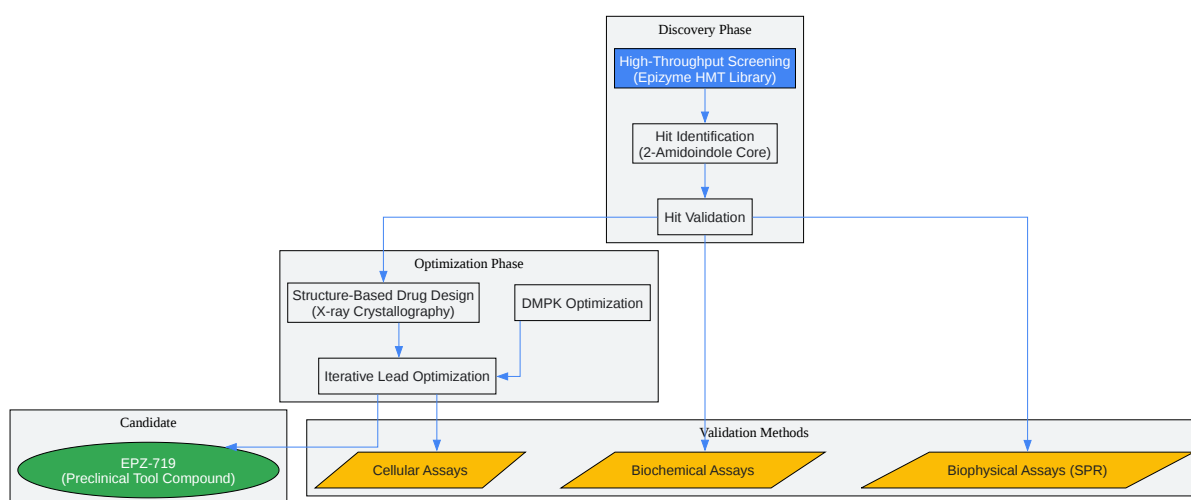 Discovery Phase
High-Throughput Screening
(Epizyme HMT Library)
Hit Identification
(2-Amidoindole Core)
Hit Validation
Optimization Phase
Structure-Based Drug Design
(X-ray Crystallography)
DMPK Optimization
Iterative Lead Optimization
Candidate
EPZ-719
(Preclinical Tool Compound)
Validation Methods
Cellular Assays
Biochemical Assays
Biophysical Assays (SPR)